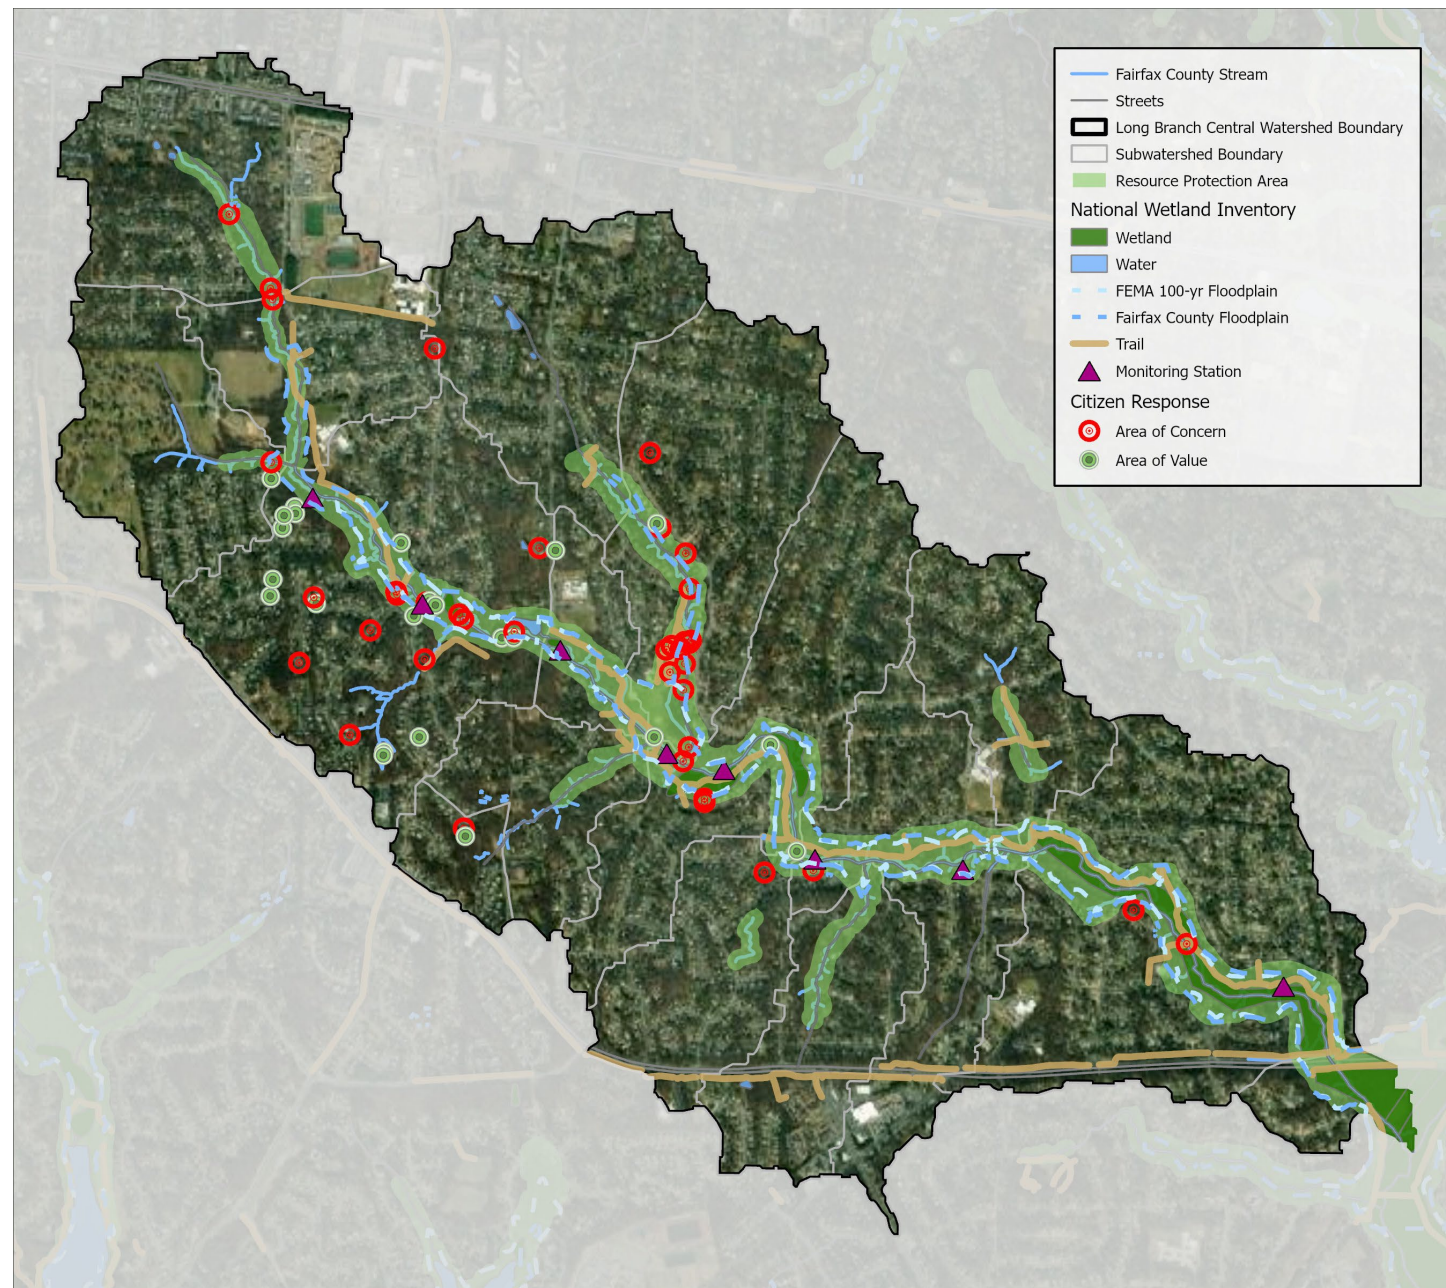 Fairfax County Stream
Streets
Long Branch Central Watershed Boundary
Subwatershed Boundary
Resource Protection Area
National Wetland Inventory
Wetland
Water
FEMA 100-yr Floodplain
Fairfax County Floodplain
Trail
Monitoring Station
Citizen Response
Area of Concern
Area of Value